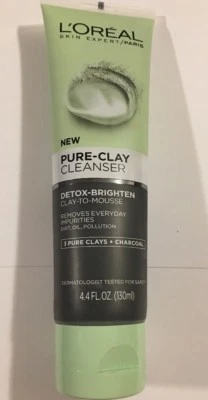 L'ORÉAL
SKIN EXPERT/PARIS
NEW
PURE-CLAY
CLEANSER
DETOX-BRIGHTEN
CLAY-TO-MOUSSE
REMOVES EVERYDAY
IMPURITIES
DIRT, OIL, POLLUTION
3 PURE CLAYS + CHARCOAL
DERMATOLOGIST TESTED FOR SAFETY
4.4 FL.OZ. (130ml)